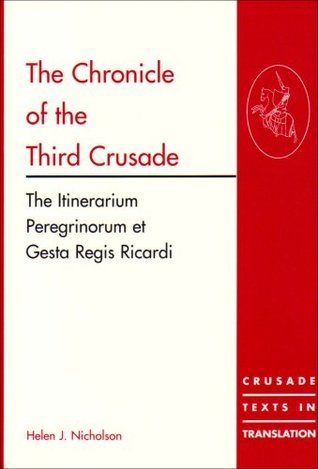 The Chronicle
of the
Third Crusade
The Itinerarium
Peregrinorum et
Gesta Regis Ricardi
Helen J. Nicholson
CRUSADE
TEXTS IN
TRANSLATION